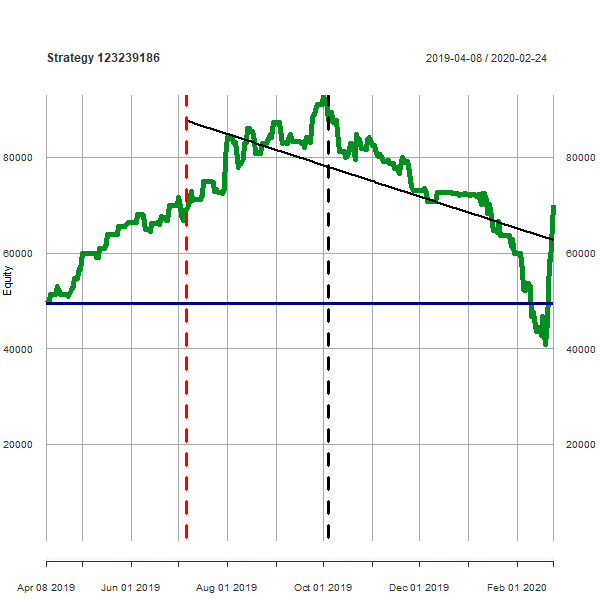 Strategy 123239186
2019-04-08 / 2020-02-24
80000
80000
60000
60000
Equity
40000
40000
20000
20000
Apr 08 2019
Jun 01 2019
Aug 01 2019
Oct 01 2019
Dec 01 2019
Feb 01 2020